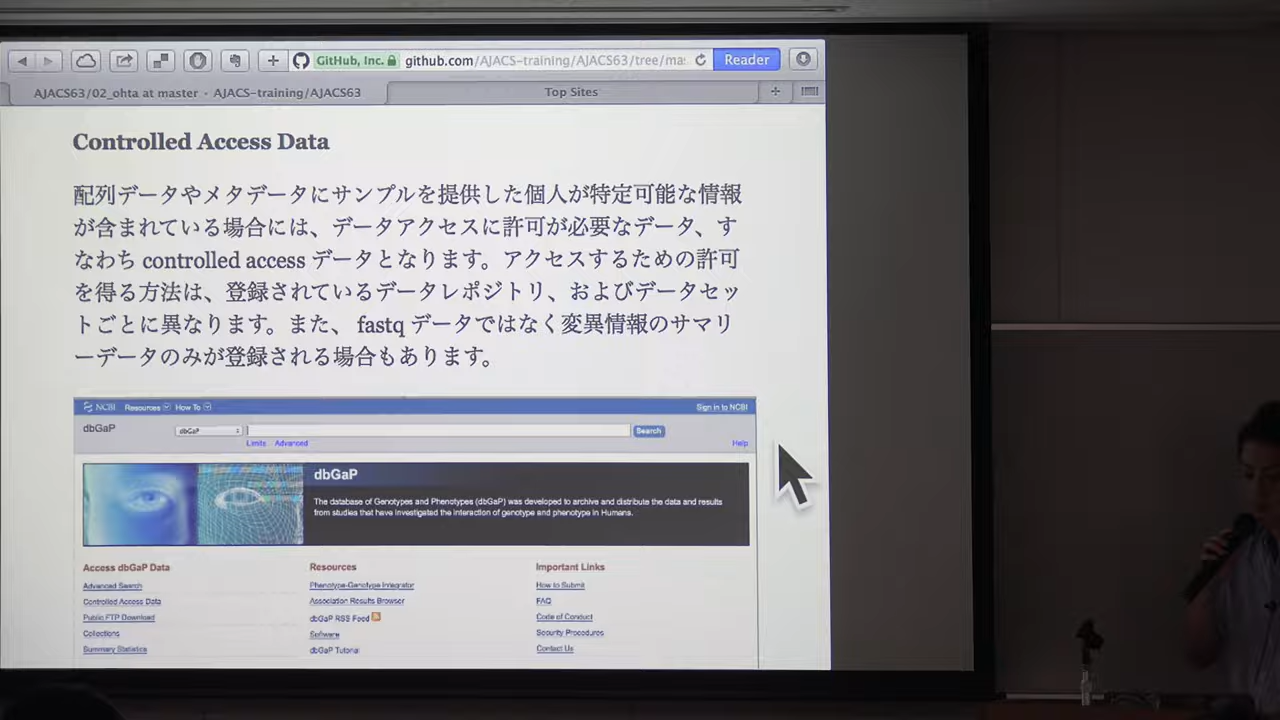 GitHub, Inc. github.com/AJACS-training/AJACS63/tree/mas Reader
AJACS63/02_ohta at master · AJACS-training/AJACS63
Top Sites
Controlled Access Data
配列データやメタデータにサンプルを提供した個人が特定可能な情報
が含まれている場合には、データアクセスに許可が必要なデータ、す
なわち controlled access データとなります。アクセスするための許可
を得る方法は、登録されているデータレポジトリ、およびデータセッ
トごとに異なります。また、 fastq データではなく変異情報のサマリ
ーデータのみが登録される場合もあります。
NCBI Resources How To Sign in to NCBI
dbGaP dbGaP Search
Limits Advanced Help
dbGaP
The database of Genotypes and Phenotypes (dbGaP) was developed to archive and distribute the data and results
from studies that have investigated the interaction of genotype and phenotype in Humans.
Access dbGaP Data
Advanced Search
Controlled Access Data
Public FTP Download
Collections
Summary Statistics
Resources
Phenotype-Genotype Integrator
Association Results Browser
dbGaP RSS Feed
Software
dbGaP Tutorial
Important Links
How to Submit
FAQ
Code of Conduct
Security Procedures
Contact Us